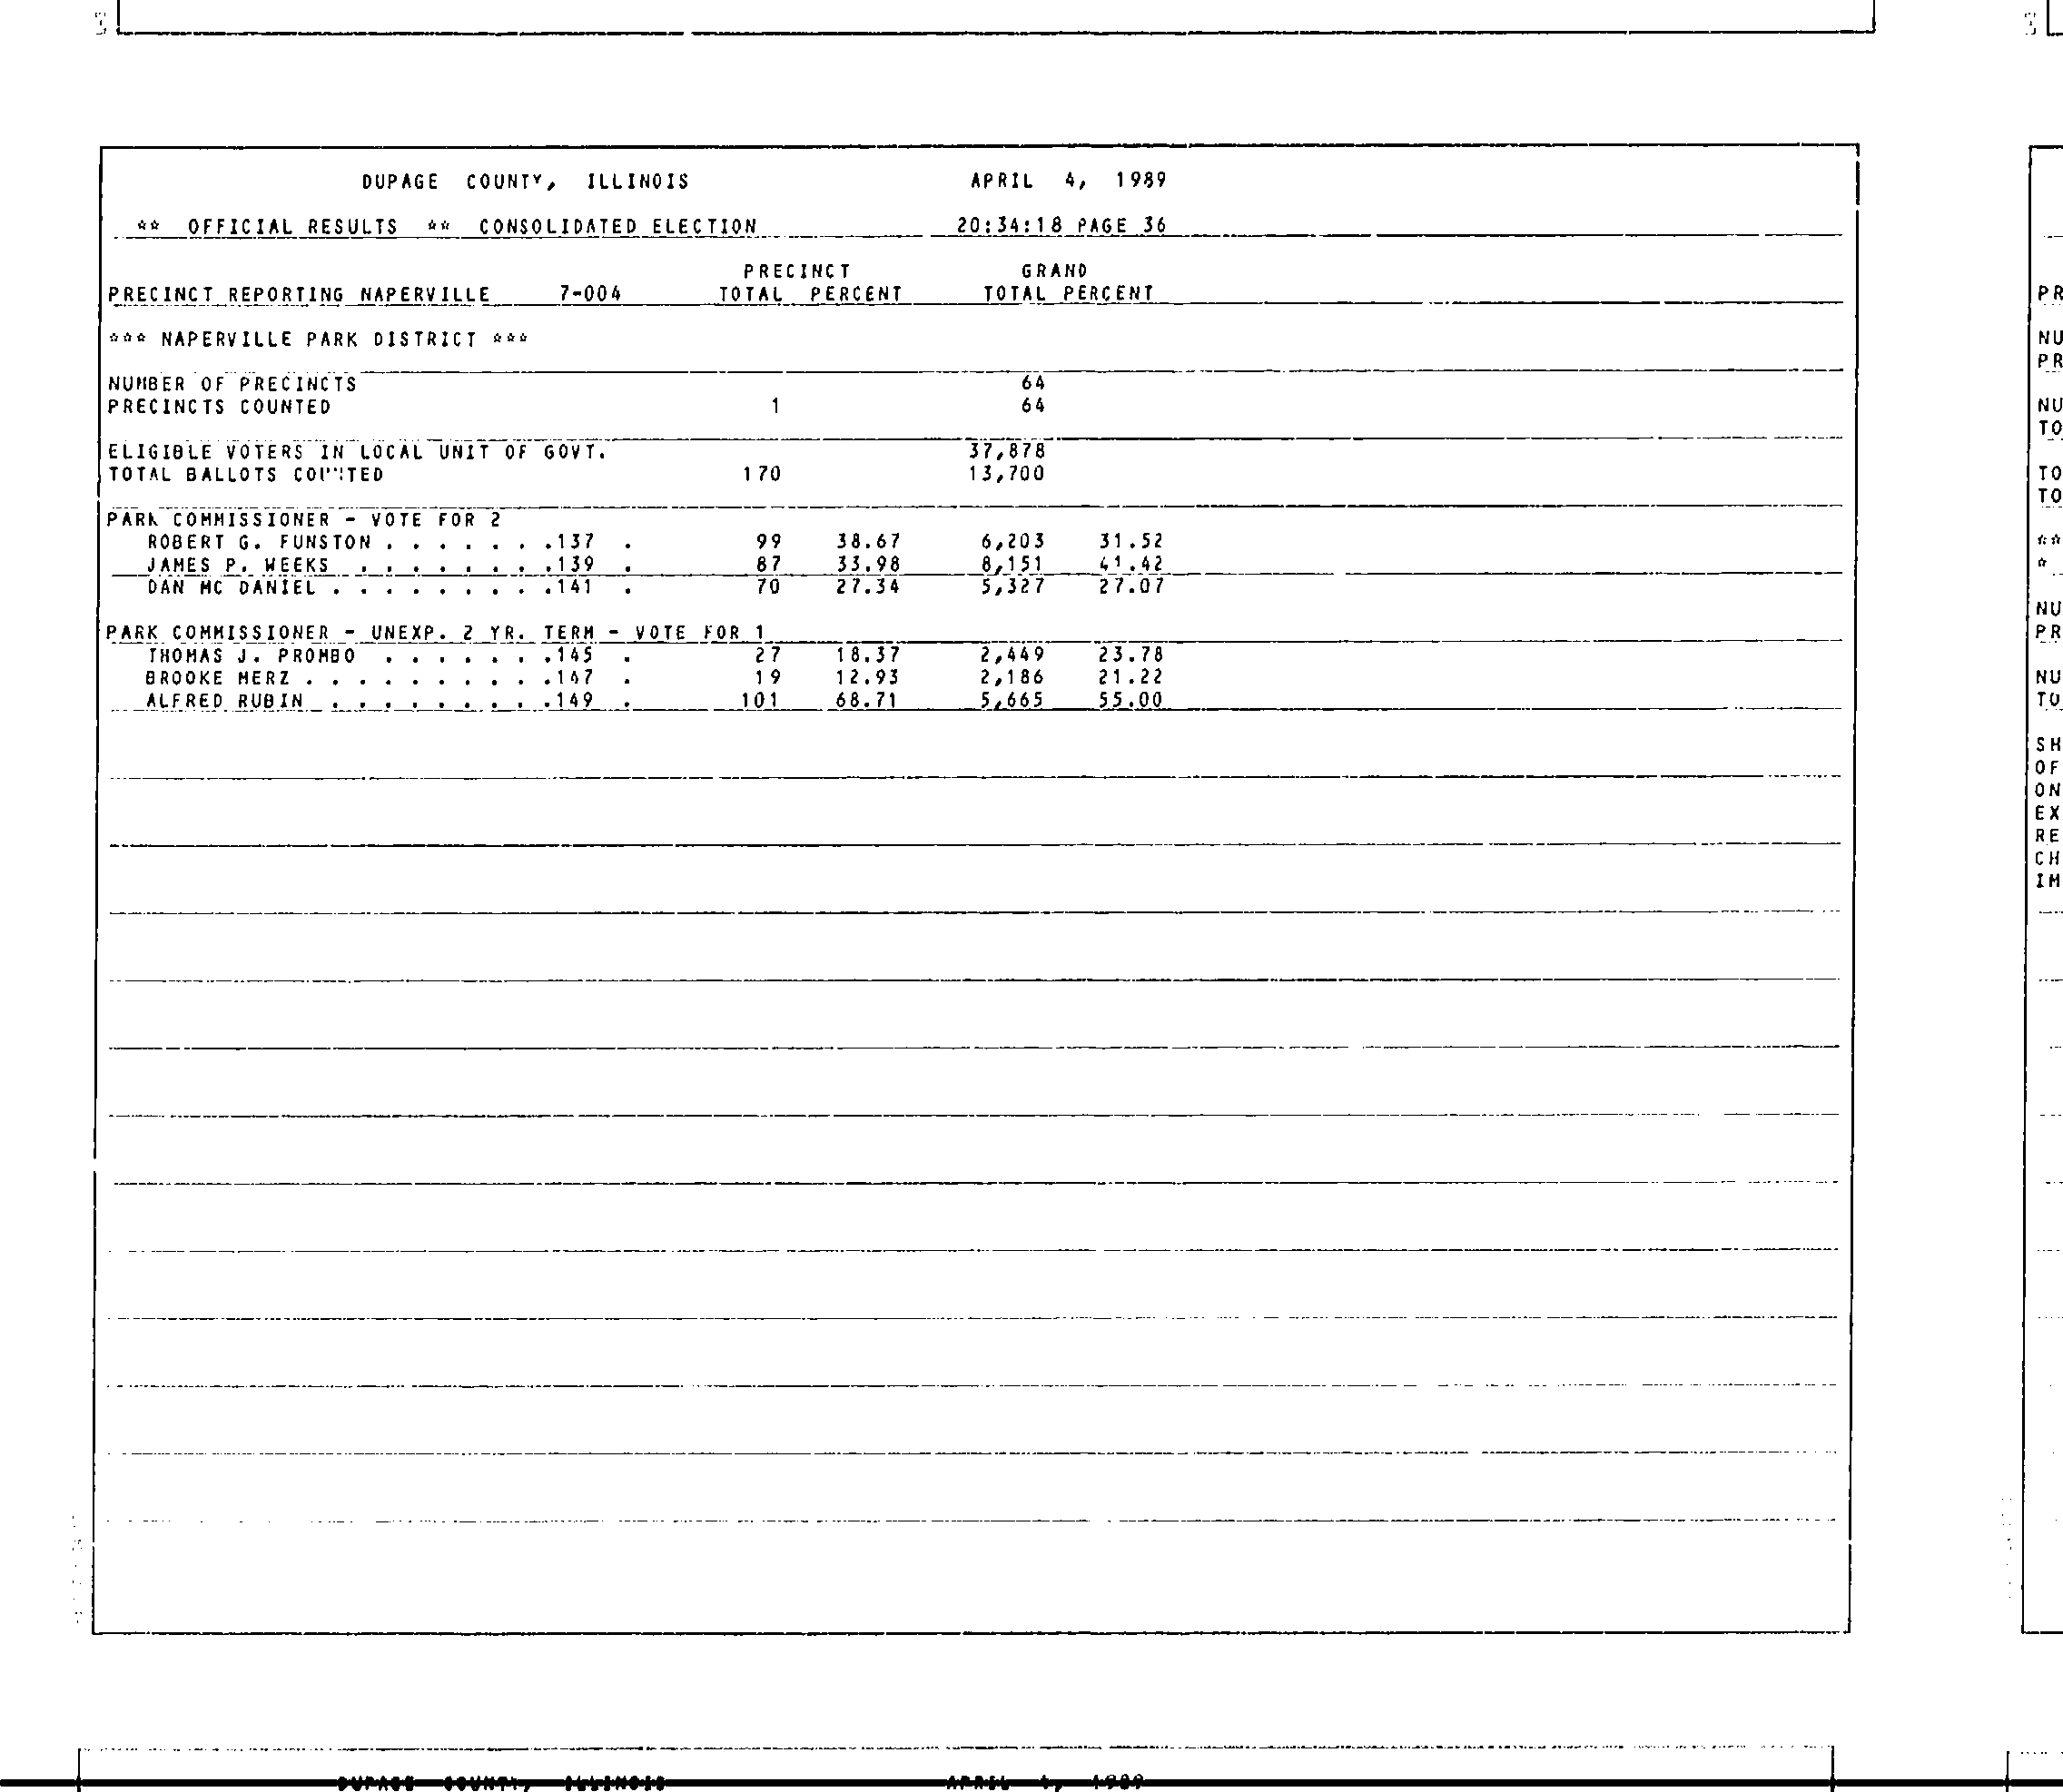 DUPAGE COUNTY, ILLINOIS APRIL 4, 1989
** OFFICIAL RESULTS ** CONSOLIDATED ELECTION 20:34:18 PAGE 36
PRECINCT GRAND
PRECINCT REPORTING NAPERVILLE 7-004 TOTAL PERCENT TOTAL PERCENT
*** NAPERVILLE PARK DISTRICT ***
NUMBER OF PRECINCTS 64
PRECINCTS COUNTED 1 64
ELIGIBLE VOTERS IN LOCAL UNIT OF GOVT. 37,878
TOTAL BALLOTS COUNTED 170 13,700
PARK COMMISSIONER - VOTE FOR 2
ROBERT G. FUNSTON . . . . . . .137 . 99 38.67 6,203 31.52
JAMES P. WEEKS . . . . . . . .139 . 87 33.98 8,151 41.42
DAN MC DANIEL . . . . . . . . .141 . 70 27.34 5,327 27.07
PARK COMMISSIONER - UNEXP. 2 YR. TERM - VOTE FOR 1
THOMAS J. PROMBO . . . . . . .145 . 27 18.37 2,449 23.78
BROOKE MERZ . . . . . . . . . .147 . 19 12.93 2,186 21.22
ALFRED RUBIN . . . . . . . . .149 . 101 68.71 5,665 55.00
PR
NU
PR
NU
TO
TO
TO
**
*
NU
PR
NU
TO
SH
OF
ON
EX
RE
CH
IM
DUPAGE COUNTY, ILLINOIS APRIL 4, 1989